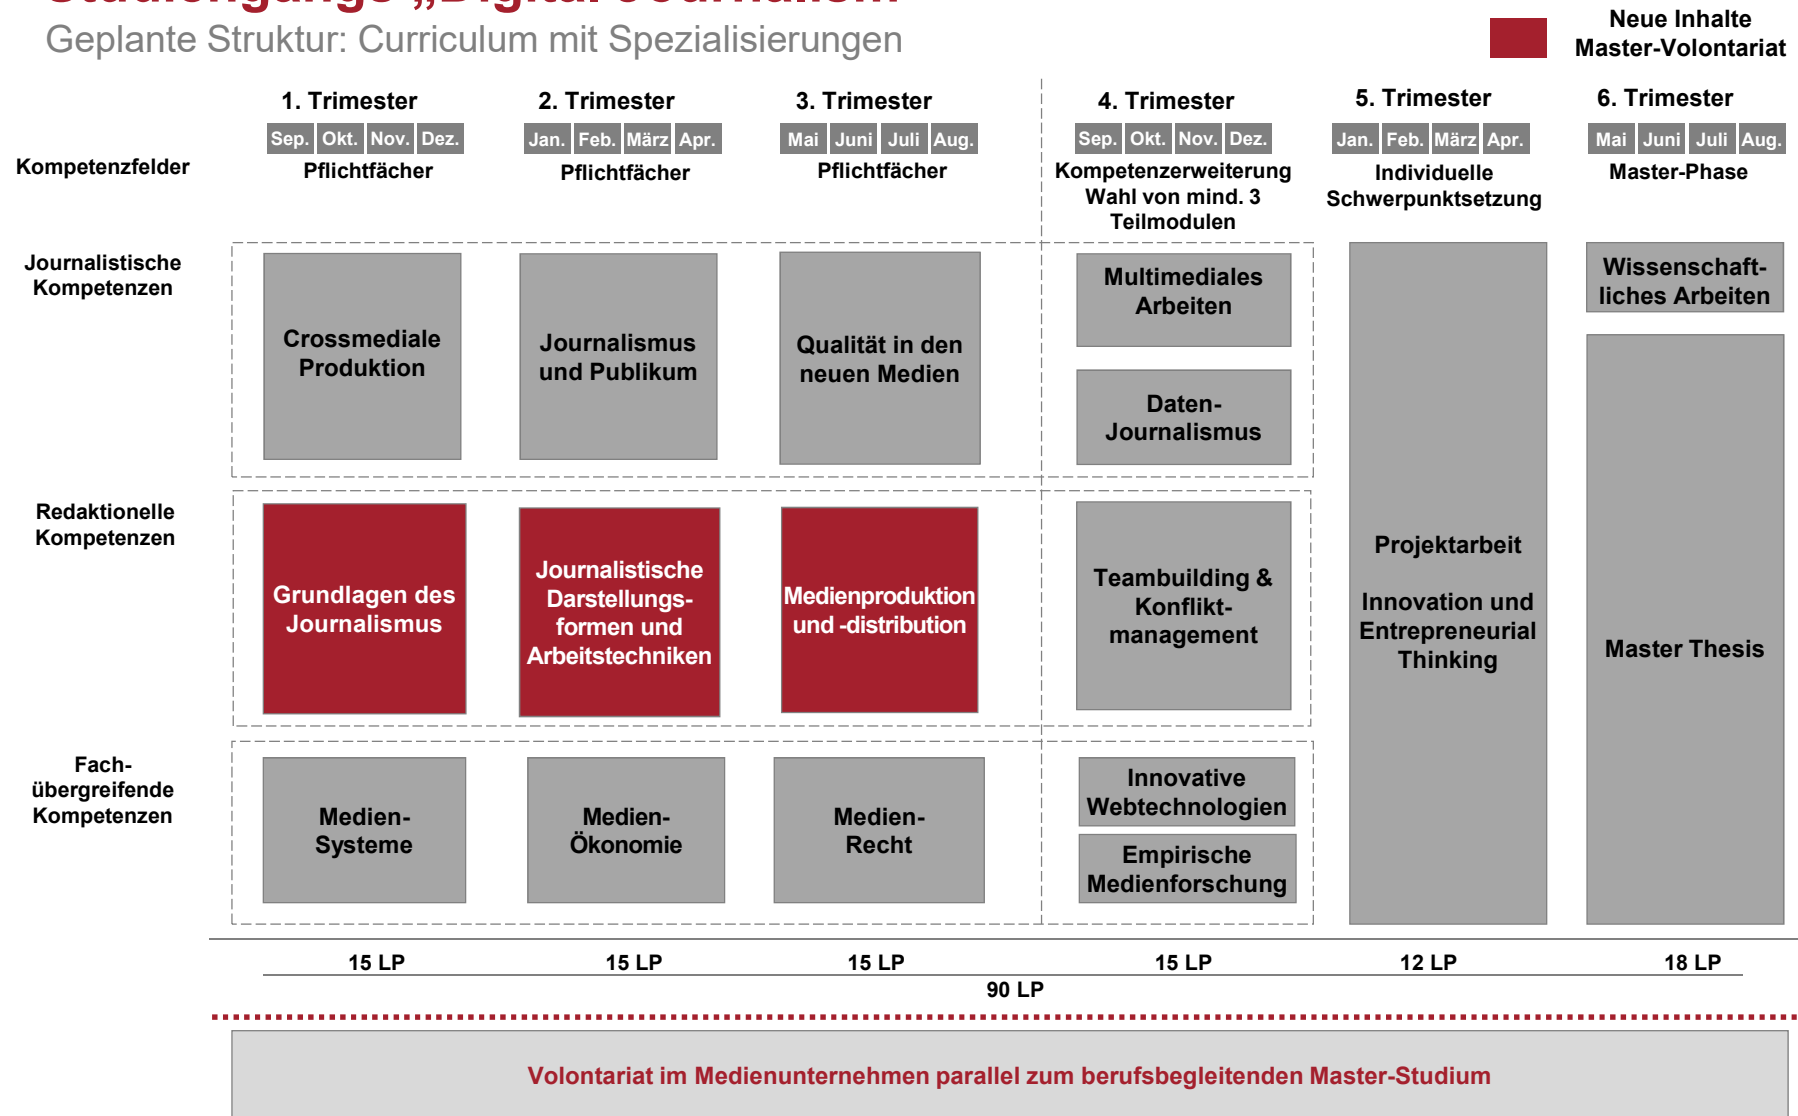 Studiengangs „Digital Journalism“
Geplante Struktur: Curriculum mit Spezialisierungen
Neue Inhalte
Master-Volontariat
1. Trimester
2. Trimester
3. Trimester
4. Trimester
5. Trimester
6. Trimester
Sep. Okt. Nov. Dez.
Jan. Feb. März Apr.
Mai Juni Juli Aug.
Sep. Okt. Nov. Dez.
Jan. Feb. März Apr.
Mai Juni Juli Aug.
Kompetenzfelder
Pflichtfächer
Pflichtfächer
Pflichtfächer
Kompetenzerweiterung
Wahl von mind. 3
Teilmodulen
Individuelle
Schwerpunktsetzung
Master-Phase
Journalistische
Kompetenzen
Crossmediale
Produktion
Journalismus
und Publikum
Qualität in den
neuen Medien
Multimediales
Arbeiten
Daten-
Journalismus
Wissenschaft-
liches Arbeiten
Redaktionelle
Kompetenzen
Grundlagen des
Journalismus
Journalistische
Darstellungs-
formen und
Arbeitstechniken
Medienproduktion
und -distribution
Teambuilding &
Konflikt-
management
Projektarbeit
Innovation und
Entrepreneurial
Thinking
Master Thesis
Fach-
übergreifende
Kompetenzen
Medien-
Systeme
Medien-
Ökonomie
Medien-
Recht
Innovative
Webtechnologien
Empirische
Medienforschung
15 LP
15 LP
15 LP
15 LP
12 LP
18 LP
90 LP
Volontariat im Medienunternehmen parallel zum berufsbegleitenden Master-Studium